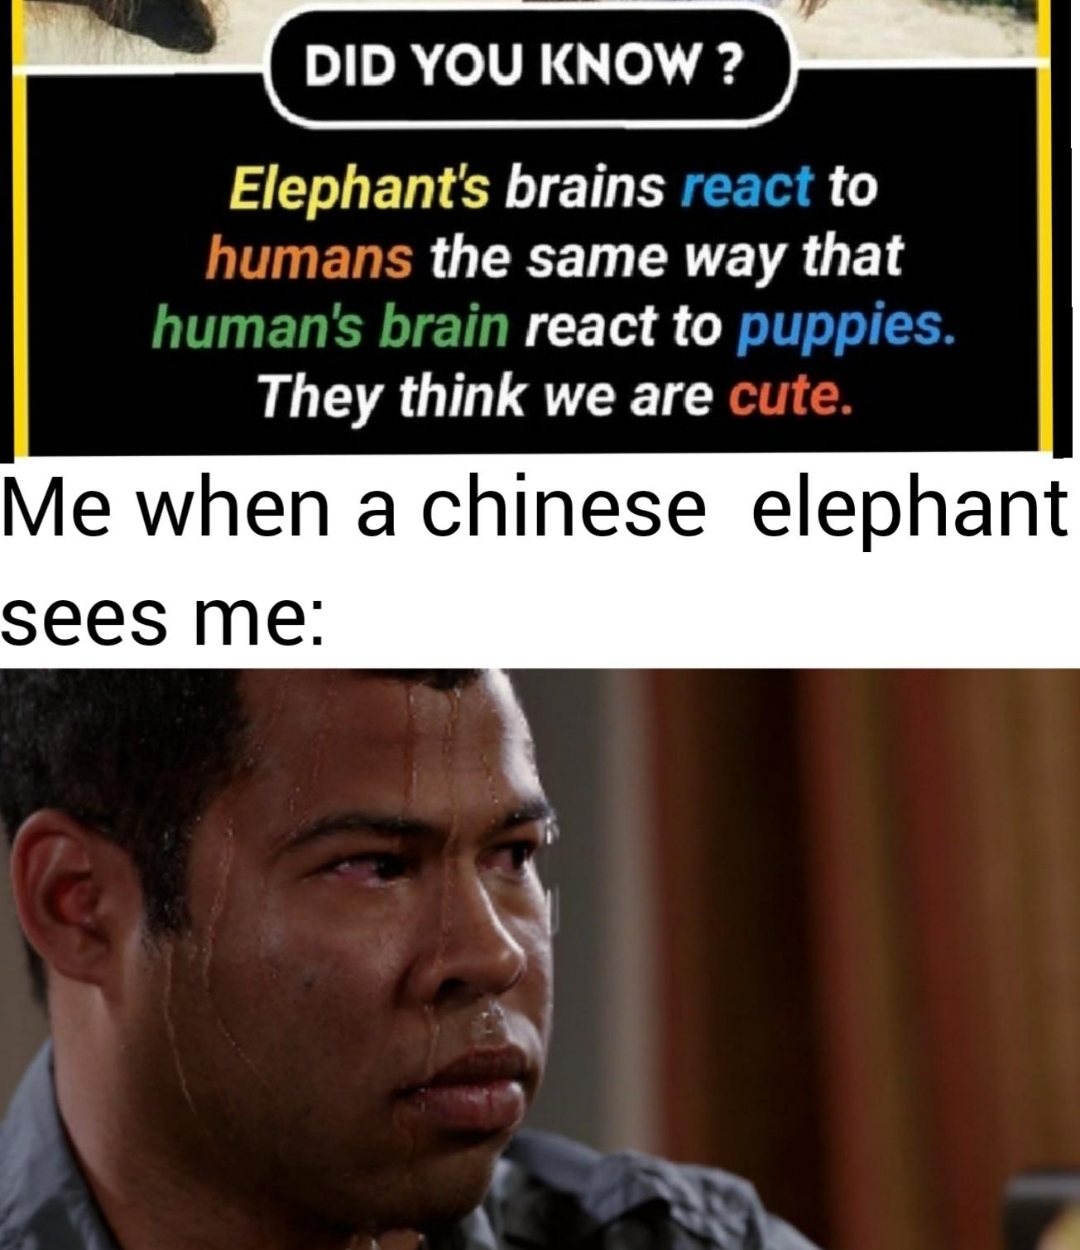 DID YOU KNOW ?
Elephant's brains react to
humans the same way that
human's brain react to puppies.
They think we are cute.
Me when a chinese elephant
sees me: